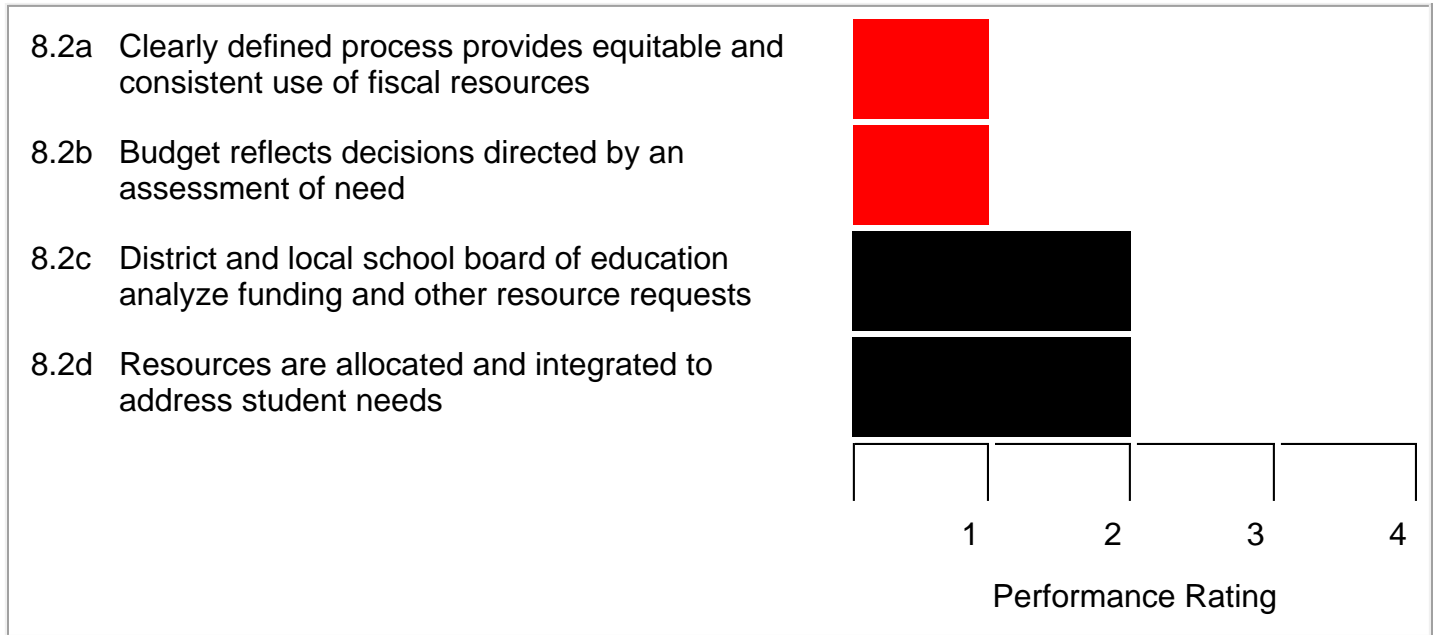 8.2a Clearly defined process provides equitable and
consistent use of fiscal resources
8.2b Budget reflects decisions directed by an
assessment of need
8.2c District and local school board of education
analyze funding and other resource requests
8.2d Resources are allocated and integrated to
address student needs
1 2 3 4
Performance Rating